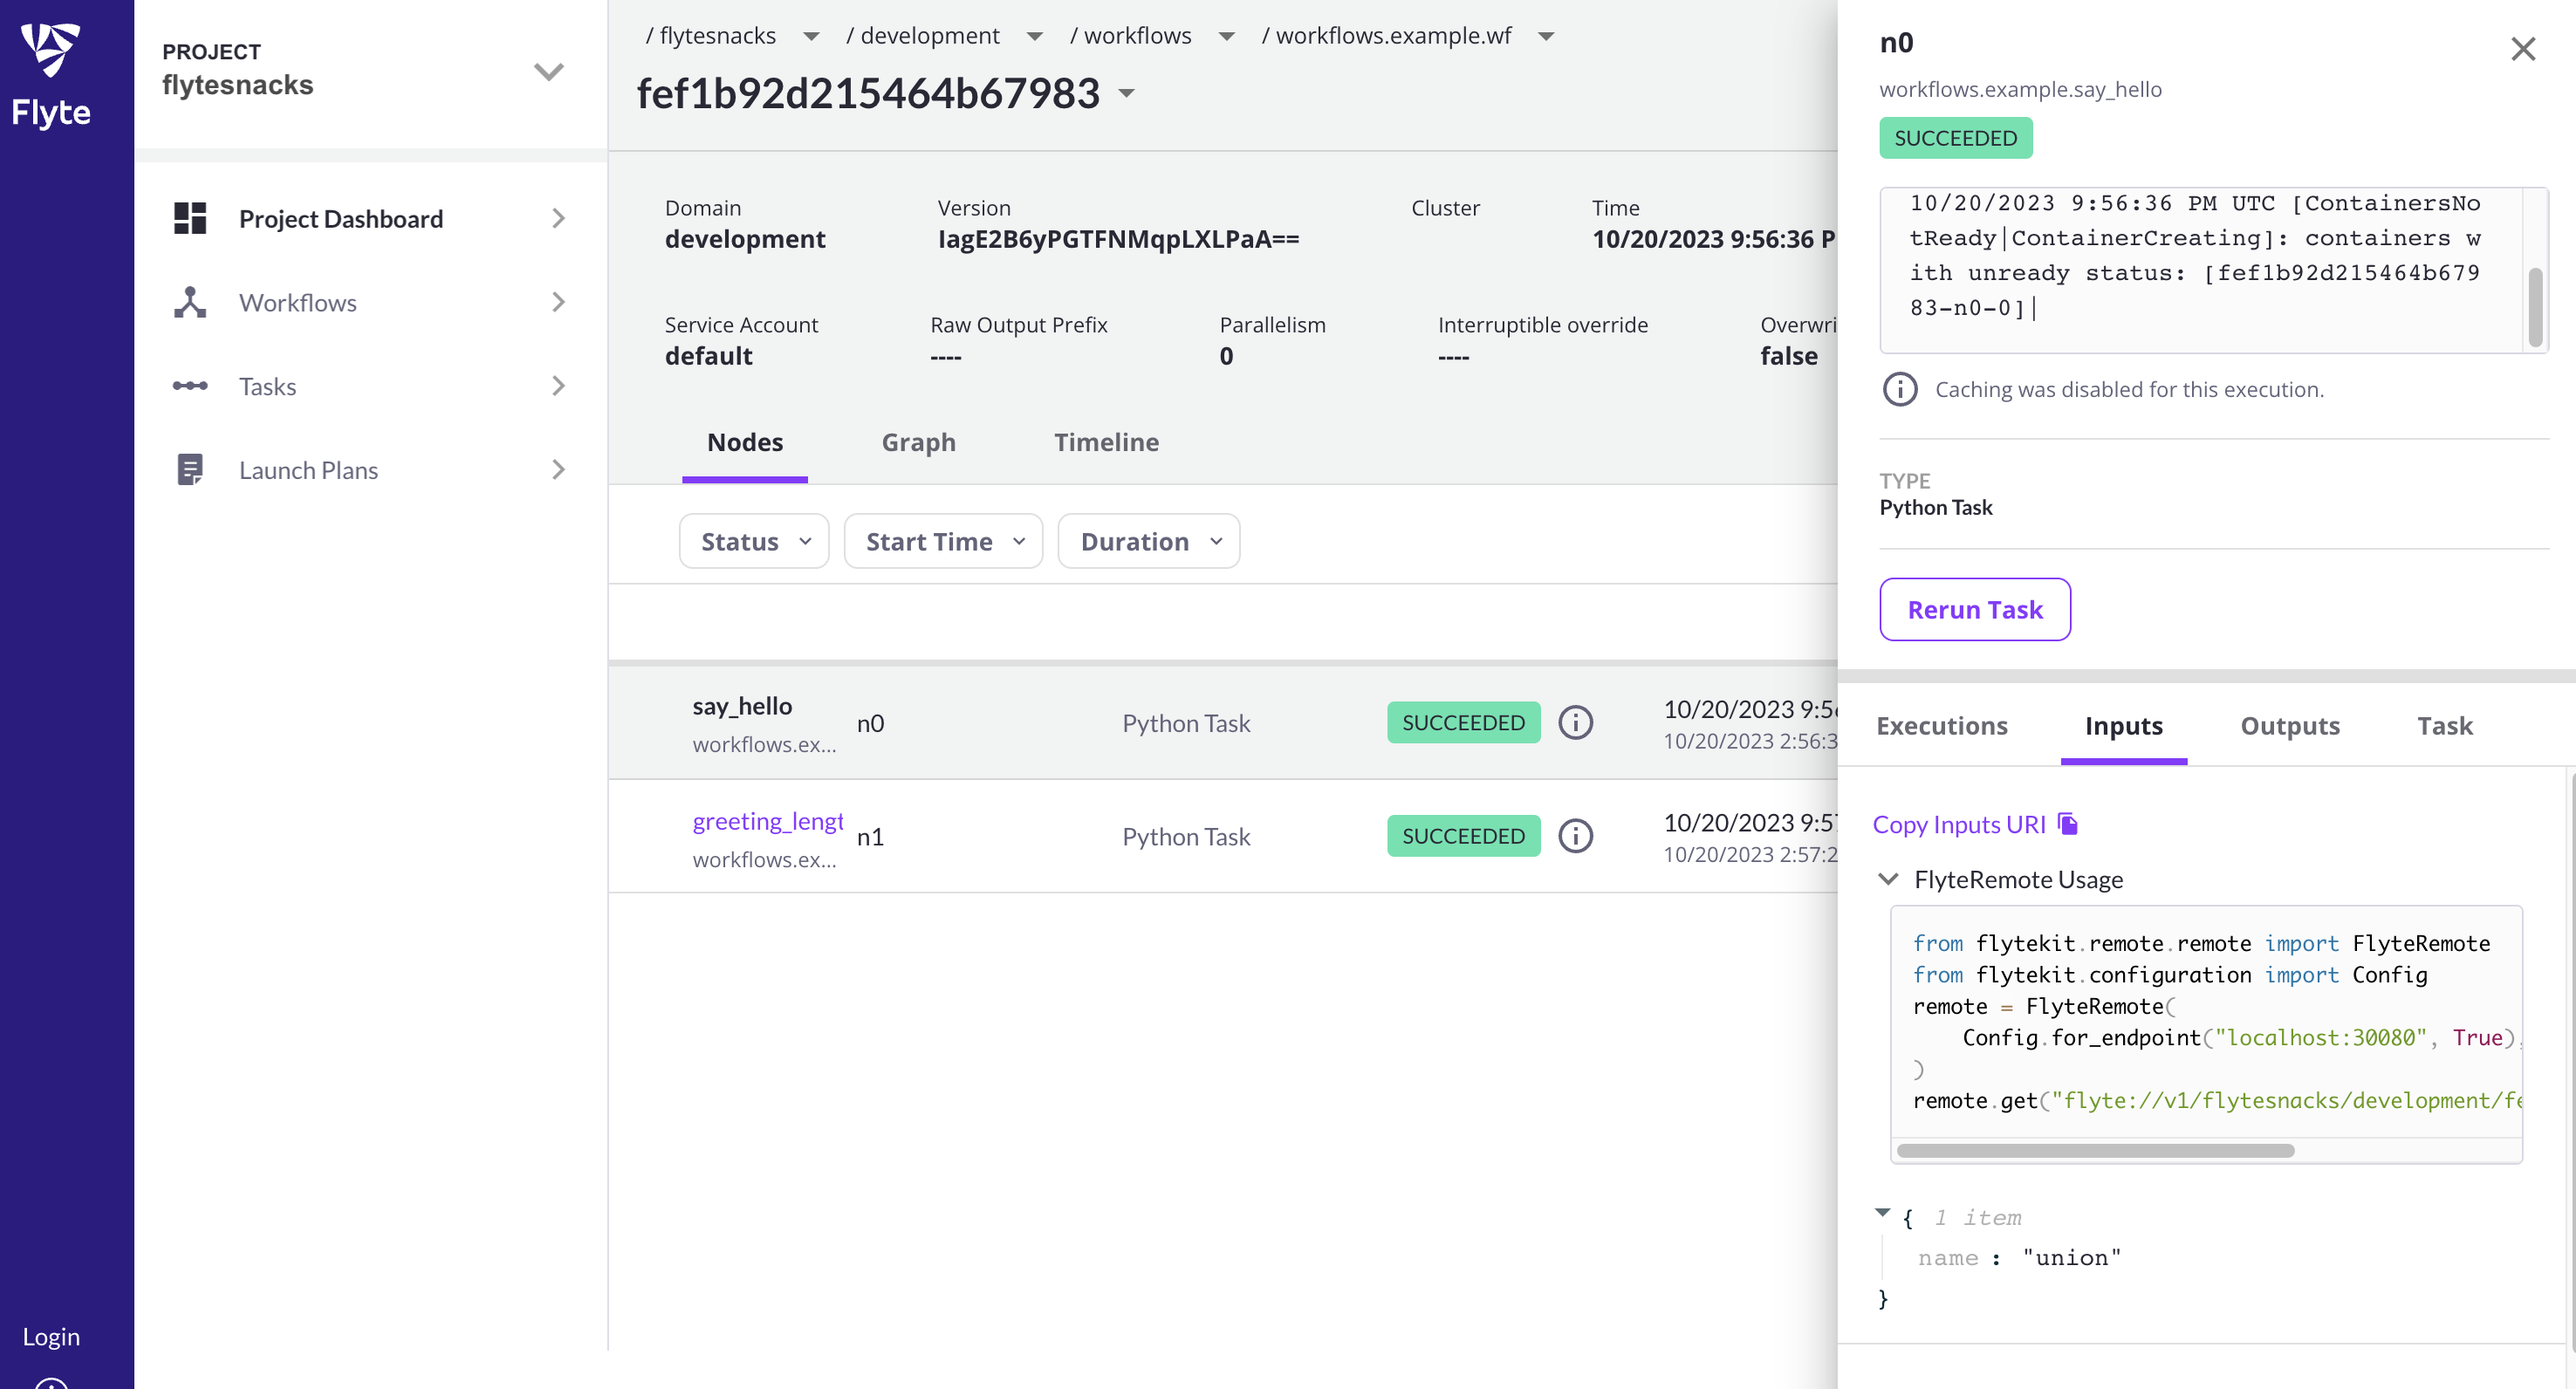 Flyte
PROJECT
flytesnacks
Project Dashboard
Workflows
Tasks
Launch Plans
Login
/ flytesnacks / development / workflows / workflows.example.wf
fef1b92d215464b67983
Domain Version Cluster Time
development IagE2B6yPGTFNMqpLXLPaA== 10/20/2023 9:56:36 P
Service Account Raw Output Prefix Parallelism Interruptible override Overwri
default ---- 0 ---- false
Nodes Graph Timeline
Status Start Time Duration
say_hello n0 Python Task SUCCEEDED 10/20/2023 9:56
workflows.ex... 10/20/2023 2:56:3
greeting_lengt n1 Python Task SUCCEEDED 10/20/2023 9:57
workflows.ex... 10/20/2023 2:57:2
n0
workflows.example.say_hello
SUCCEEDED
10/20/2023 9:56:36 PM UTC [ContainersNo
tReady|ContainerCreating]: containers w
ith unready status: [fef1b92d215464b679
83-n0-0]|
Caching was disabled for this execution.
TYPE
Python Task
Rerun Task
Executions Inputs Outputs Task
Copy Inputs URI
FlyteRemote Usage
from flytekit.remote.remote import FlyteRemote
from flytekit.configuration import Config
remote = FlyteRemote(
Config.for_endpoint("localhost:30080", True),
)
remote.get("flyte://v1/flytesnacks/development/fe
{ 1 item
name : "union"
}